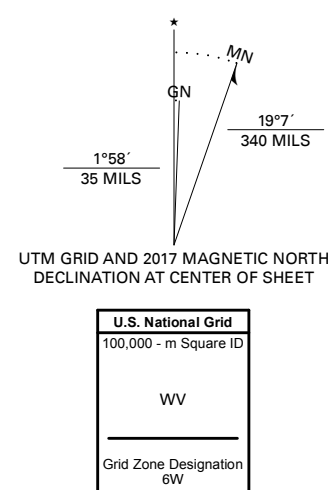 ★
MN
GN
19°7´
340 MILS
1°58´
35 MILS
UTM GRID AND 2017 MAGNETIC NORTH
DECLINATION AT CENTER OF SHEET
U.S. National Grid
100,000 - m Square ID
WV
Grid Zone Designation
6W